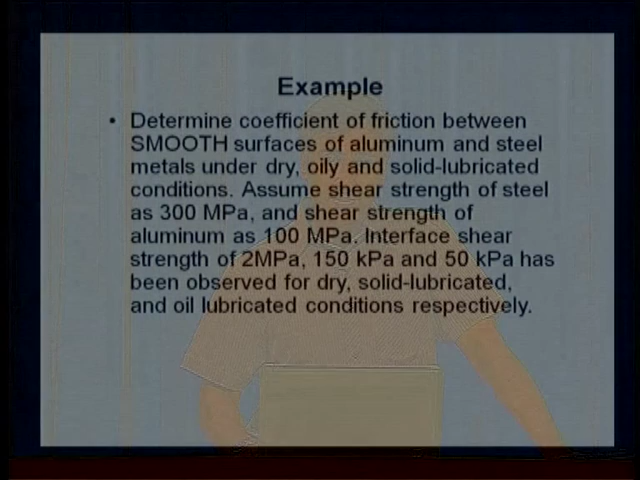 Example
• Determine coefficient of friction between
SMOOTH surfaces of aluminum and steel
metals under dry, oily and solid-lubricated
conditions. Assume shear strength of steel
as 300 MPa, and shear strength of
aluminum as 100 MPa. Interface shear
strength of 2MPa, 150 kPa and 50 kPa has
been observed for dry, solid-lubricated,
and oil lubricated conditions respectively.